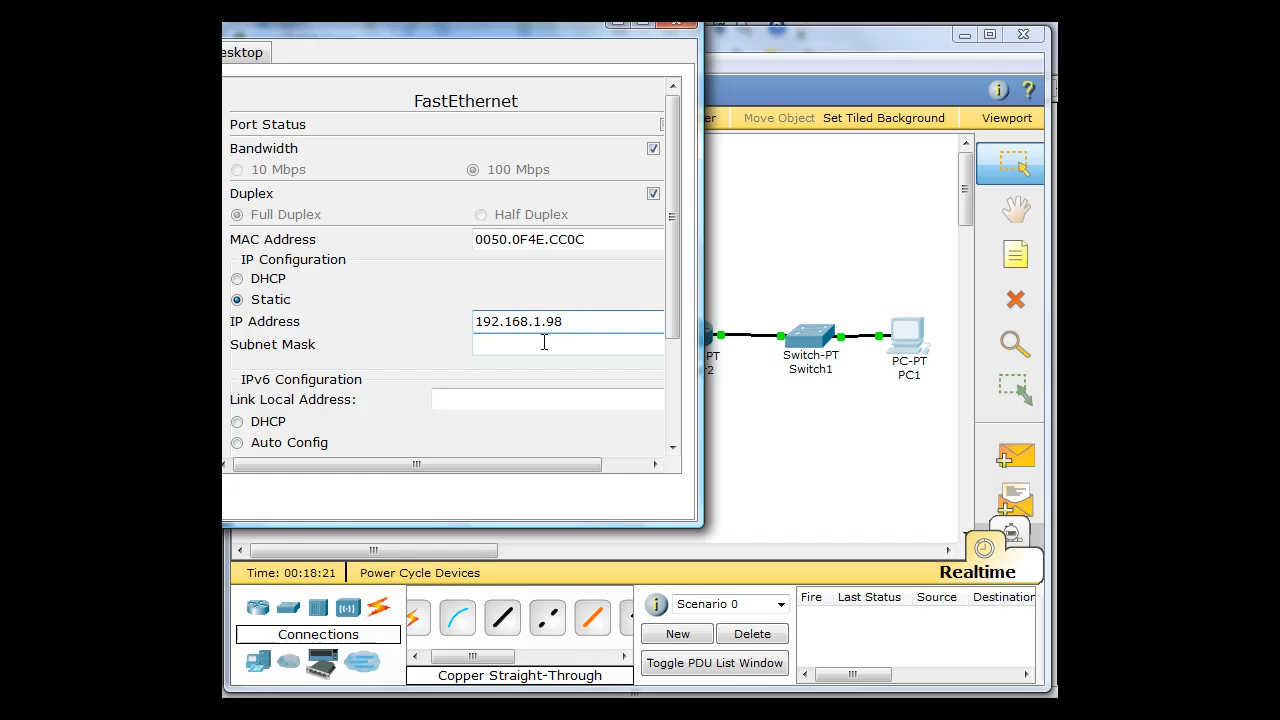 esktop
FastEthernet
Port Status
Bandwidth
10 Mbps
100 Mbps
Duplex
Full Duplex
Half Duplex
MAC Address
0050.0F4E.CC0C
IP Configuration
DHCP
Static
IP Address
192.168.1.98
Subnet Mask
IPv6 Configuration
Link Local Address:
DHCP
Auto Config
er
Move Object
Set Tiled Background
Viewport
PT
r2
Switch-PT
Switch1
PC-PT
PC1
Time: 00:18:21
Power Cycle Devices
Realtime
Connections
Copper Straight-Through
Scenario 0
New
Delete
Toggle PDU List Window
Fire
Last Status
Source
Destination